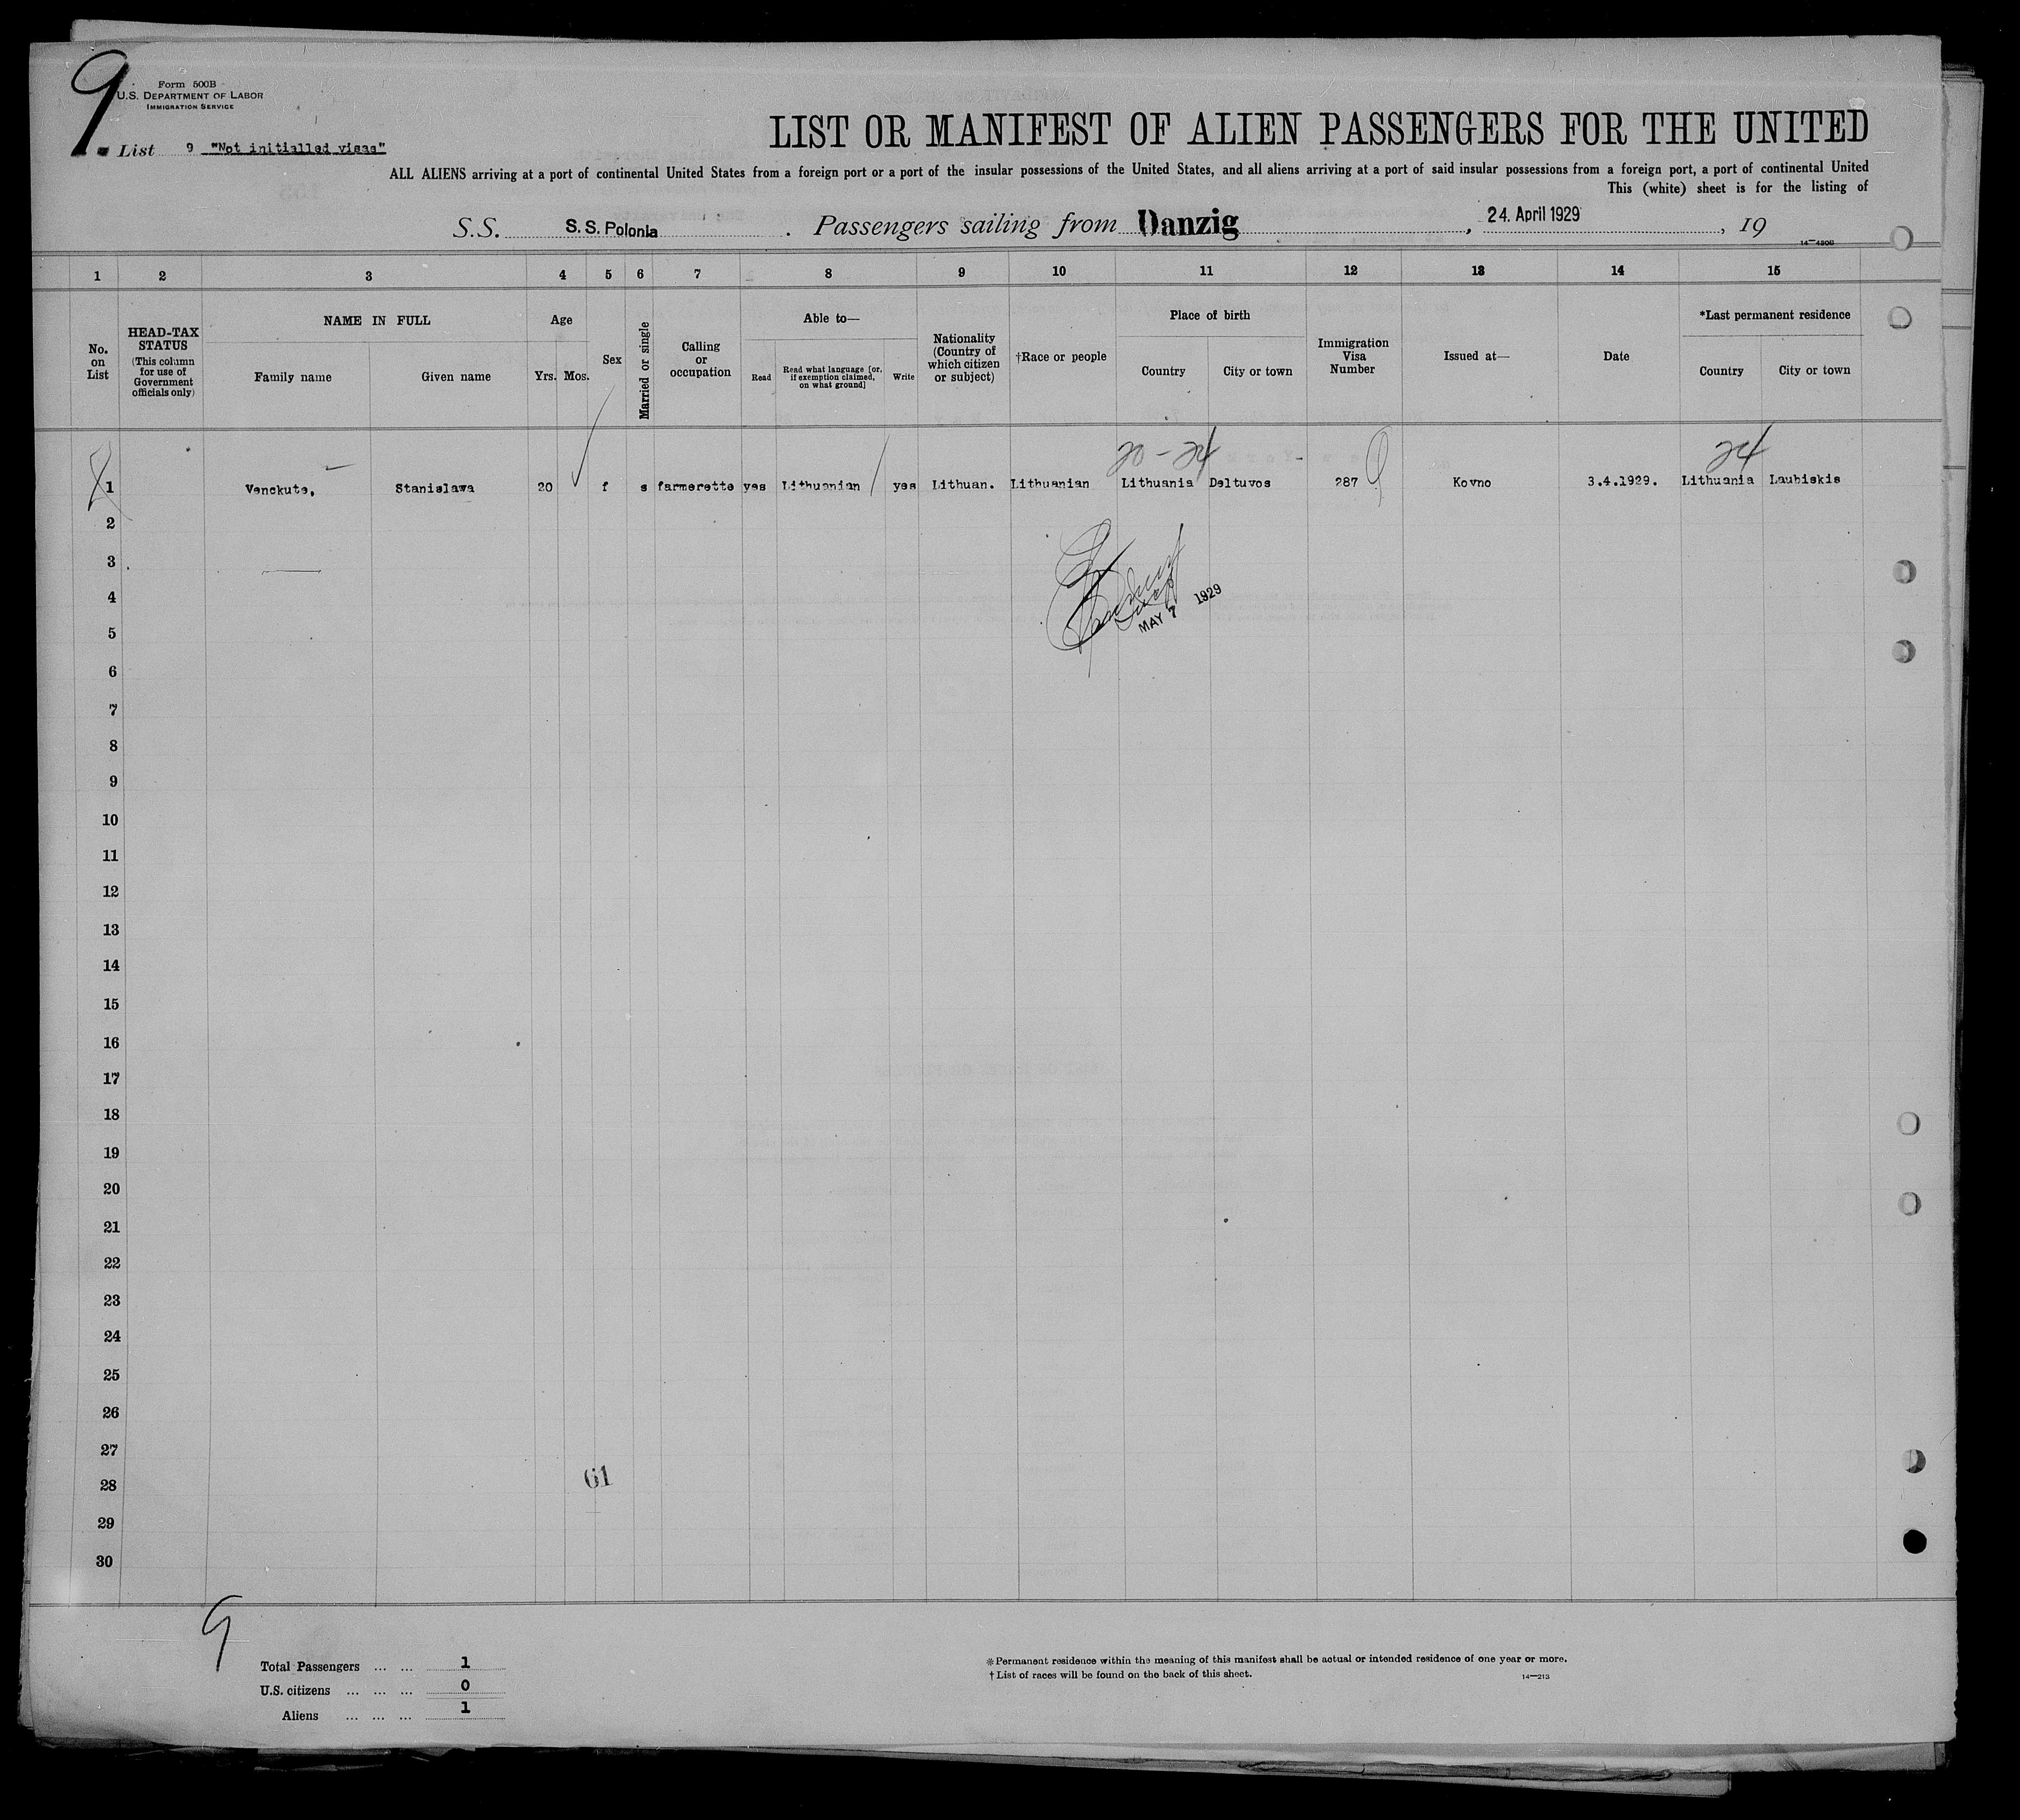 9.
Form 500B
U.S. DEPARTMENT OF LABOR
IMMIGRATION SERVICE
List 9 "Not initialled visas"
LIST OR MANIFEST OF ALIEN PASSENGERS FOR THE UNITED
ALL ALIENS arriving at a port of continental United States from a foreign port or a port of the insular possessions of the United States, and all aliens arriving at a port of said insular possessions from a foreign port, a port of continental United
This (white) sheet is for the listing of
S.S. S.S. Polonia . Passengers sailing from Danzig , 24. April 1929 , 19
14—4906
1 2 3 4 5 6 7 8 9 10 11 12 13 14 15
No. on List
HEAD-TAX STATUS (This column for use of Government officials only)
NAME IN FULL
Family name
Given name
Age
Yrs. Mos.
Sex
Married or single
Calling or occupation
Able to—
Read
Read what language [or, if exemption claimed, on what ground]
Write
Nationality (Country of which citizen or subject)
†Race or people
Place of birth
Country
City or town
Immigration Visa Number
Issued at—
Date
*Last permanent residence
Country
City or town
20-24 24
1 Venckute, Stanislawa 20 f s farmerette yes Lithuanian yes Lithuan. Lithuanian Lithuania Deltuvos 287 Kovno 3.4.1929. Lithuania Laubiskis
2
3
4
MAY 7 1929
5
6
7
8
9
10
11
12
13
14
15
16
17
18
19
20
21
22
23
24
25
26
27
28 61
29
30
9
Total Passengers ... ... 1
U.S. citizens ... ... ... 0
Aliens ... ... ... 1
*Permanent residence within the meaning of this manifest shall be actual or intended residence of one year or more.
†List of races will be found on the back of this sheet.
14—213